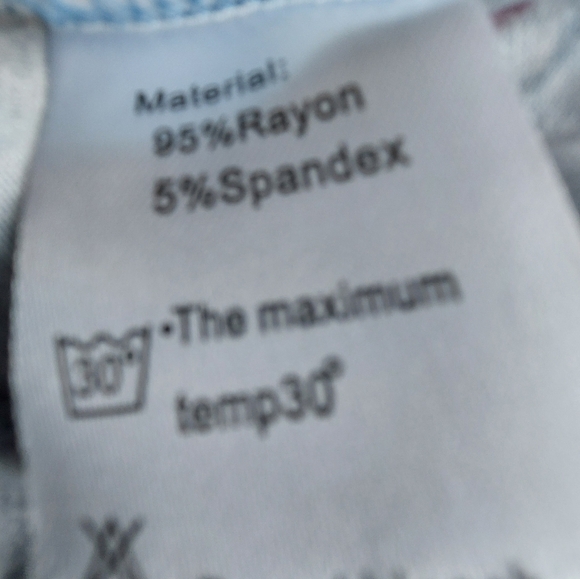 Material:
95%Rayon
5%Spandex
30°
•The maximum
temp30°